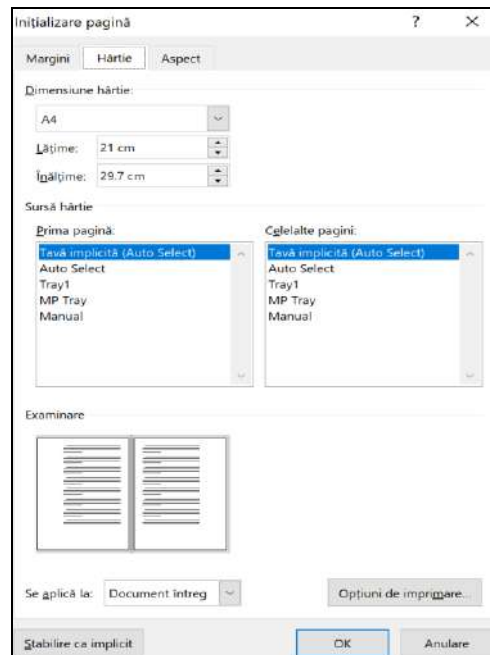 Inițializare pagină ?
Margini Hârtie Aspect
Dimensiune hârtie:
A4
Lățime: 21 cm
Înălțime: 29.7 cm
Sursă hârtie
Prima pagină: Celelalte pagini:
Tavă implicită (Auto Select) Tavă implicită (Auto Select)
Auto Select Auto Select
Tray1 Tray1
MP Tray MP Tray
Manual Manual
Examinare
Se aplică la: Document întreg Opțiuni de imprimare...
Stabilire ca implicit OK Anulare